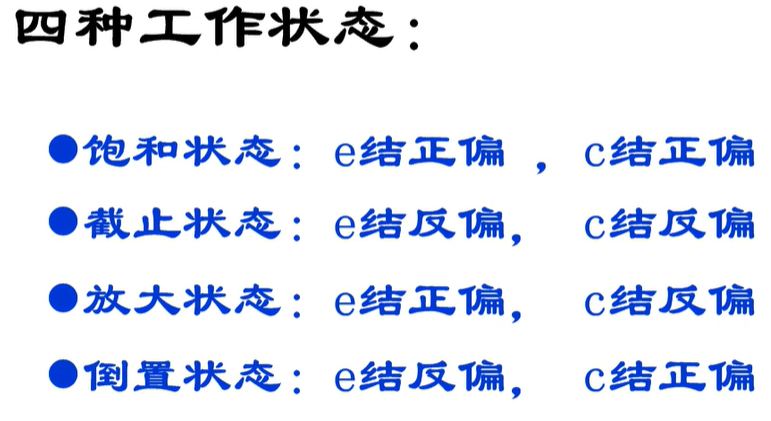 四种工作状态：
●饱和状态：e结正偏 ，c结正偏
●截止状态：e结反偏， c结反偏
●放大状态：e结正偏， c结反偏
●倒置状态：e结反偏， c结正偏